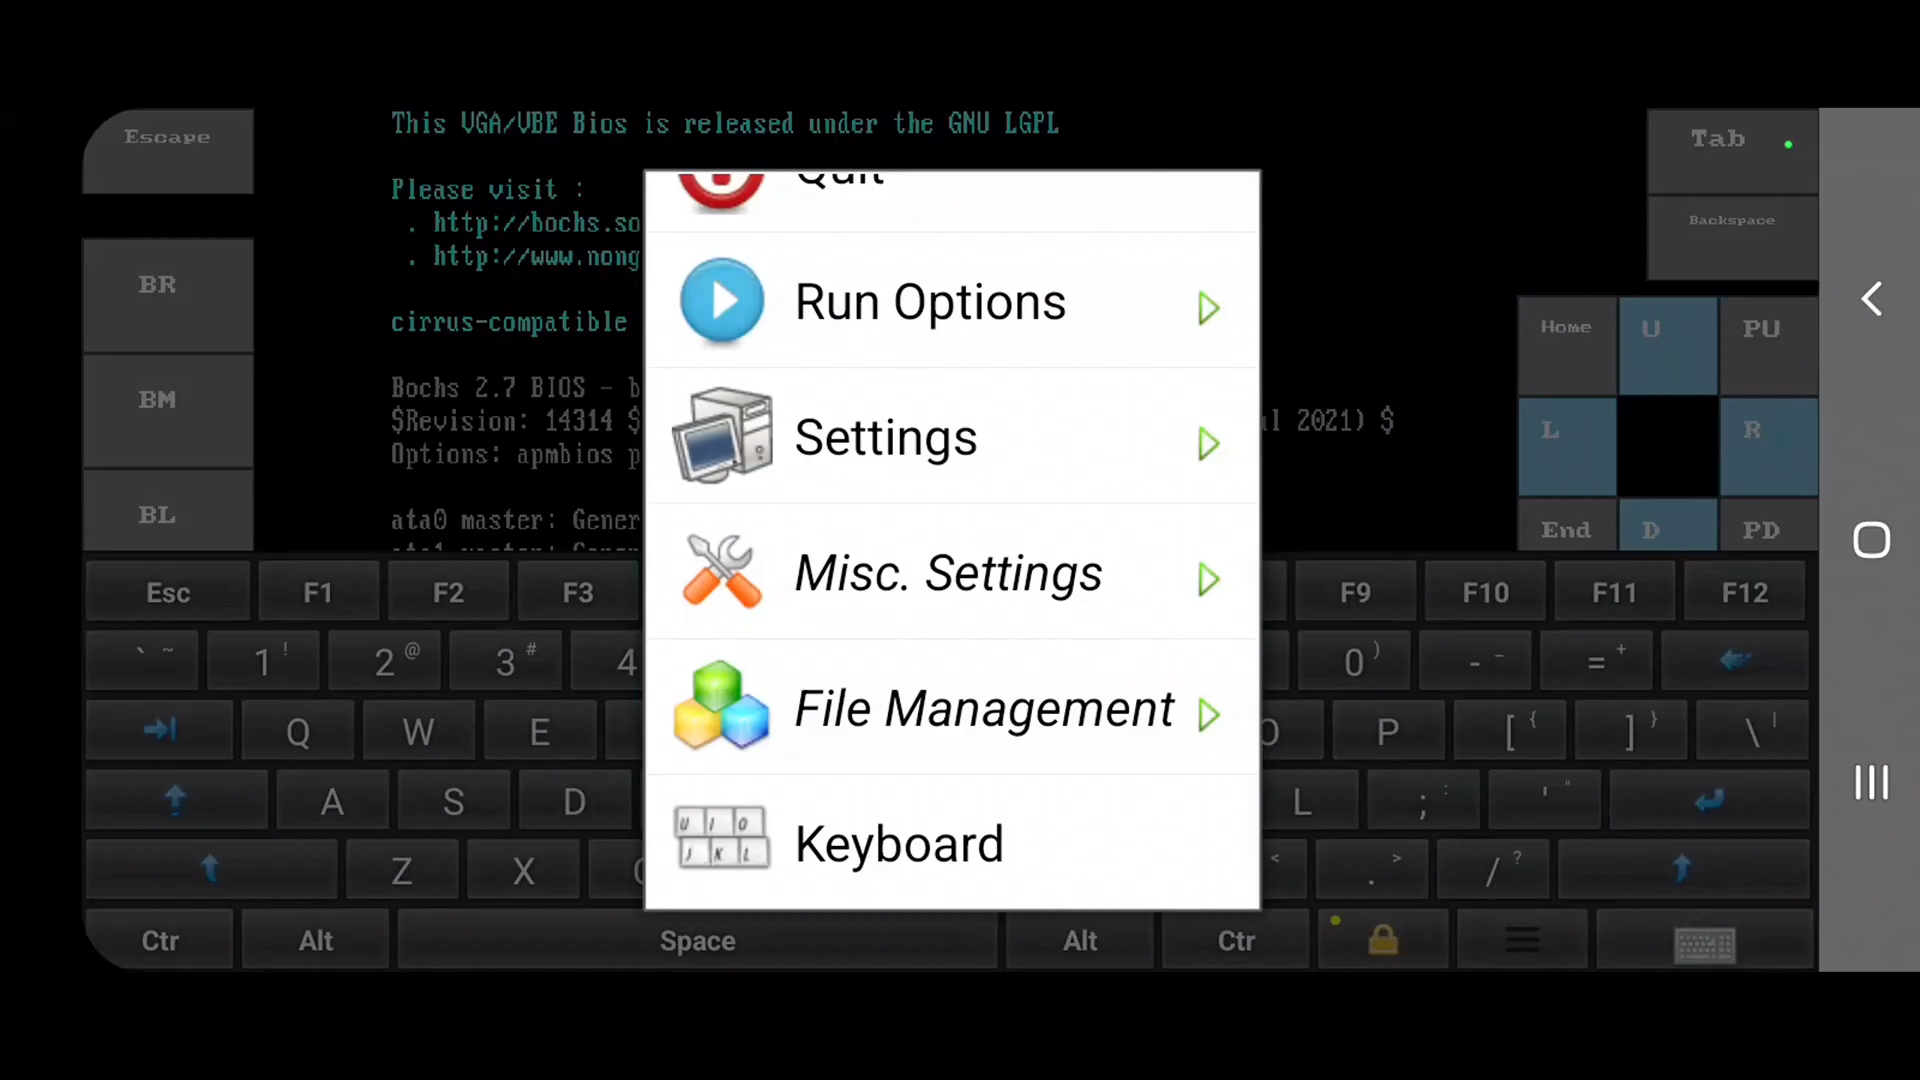 This VGA/VBE Bios is released under the GNU LGPL
Please visit :
. http://bochs.so
. http://www.nong
cirrus-compatible
Bochs 2.7 BIOS - b
$Revision: 14314 $ ul 2021) $
Options: apmbios p
ata0 master: Gener
Escape
BR
BM
BL
Quit
Run Options
Settings
Misc. Settings
File Management
Keyboard
Tab
Backspace
Home U PU
L R
End D PD
Esc F1 F2 F3 F9 F10 F11 F12
` ~ 1 ! 2 @ 3 # 4 0 ) - _ = +
Q W E O P [ { ] } \ |
A S D L ; : ' "
Z X C < . > / ?
Ctr Alt Space Alt Ctr